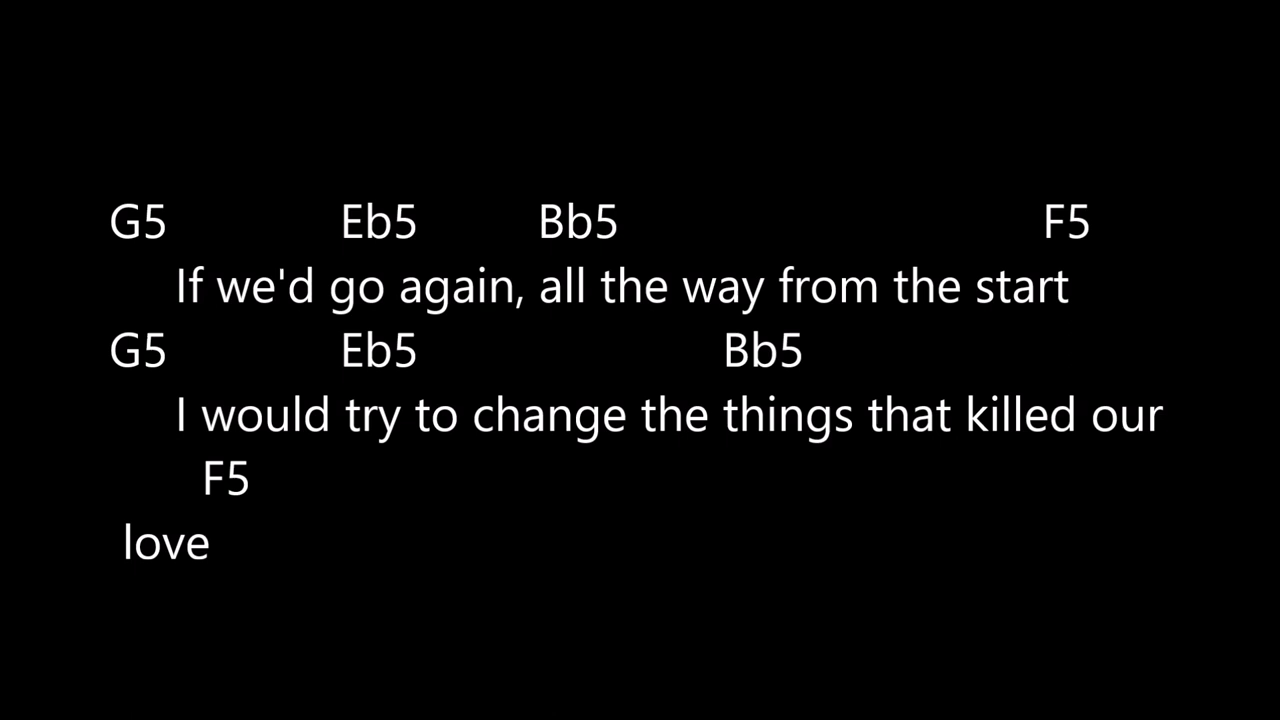 G5 Eb5 Bb5 F5
If we'd go again, all the way from the start
G5 Eb5 Bb5
I would try to change the things that killed our
F5
love